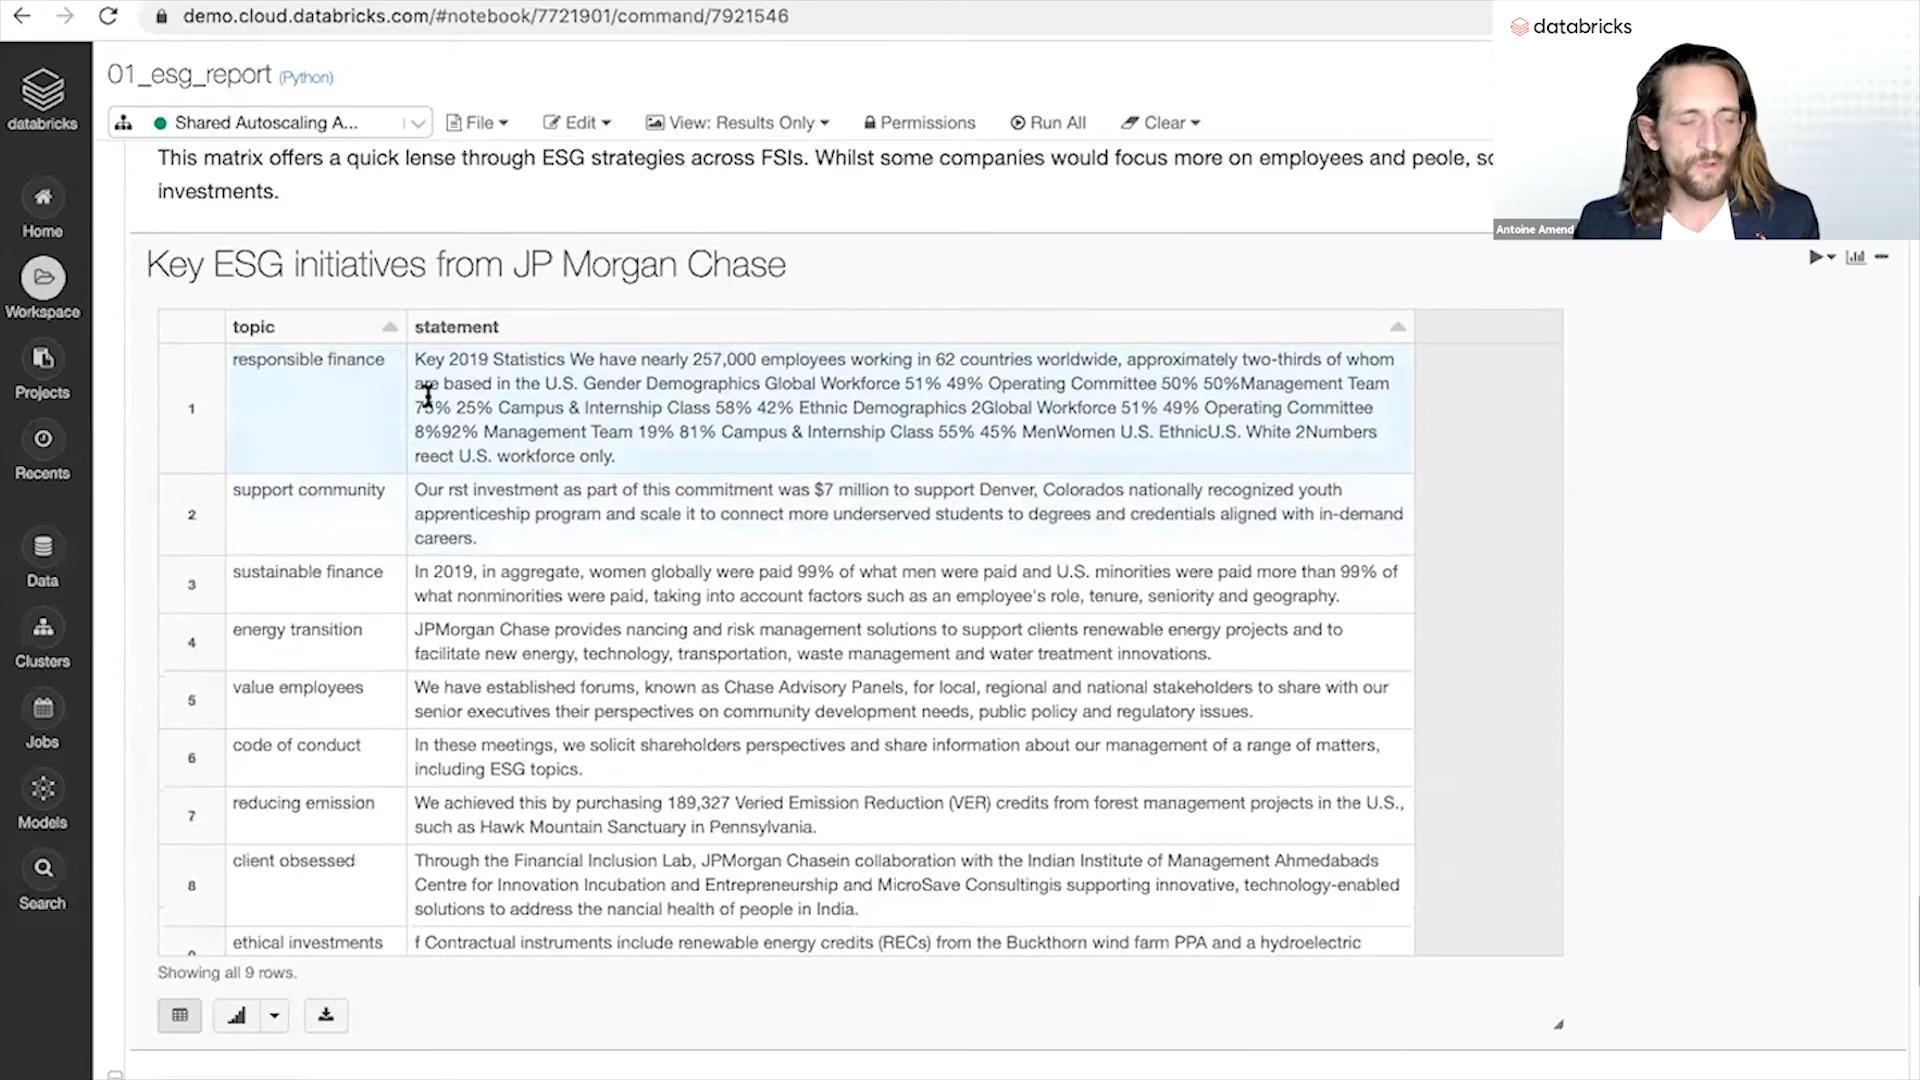 demo.cloud.databricks.com/#notebook/7721901/command/7921546
databricks
Antoine Amend
databricks
Home
Workspace
Projects
Recents
Data
Clusters
Jobs
Models
Search
01_esg_report (Python)
Shared Autoscaling A... File Edit View: Results Only Permissions Run All Clear
This matrix offers a quick lense through ESG strategies across FSIs. Whilst some companies would focus more on employees and peole, so
investments.
Key ESG initiatives from JP Morgan Chase
topic statement
1 responsible finance Key 2019 Statistics We have nearly 257,000 employees working in 62 countries worldwide, approximately two-thirds of whom
are based in the U.S. Gender Demographics Global Workforce 51% 49% Operating Committee 50% 50%Management Team
75% 25% Campus & Internship Class 58% 42% Ethnic Demographics 2Global Workforce 51% 49% Operating Committee
8%92% Management Team 19% 81% Campus & Internship Class 55% 45% MenWomen U.S. EthnicU.S. White 2Numbers
reect U.S. workforce only.
2 support community Our rst investment as part of this commitment was $7 million to support Denver, Colorados nationally recognized youth
apprenticeship program and scale it to connect more underserved students to degrees and credentials aligned with in-demand
careers.
3 sustainable finance In 2019, in aggregate, women globally were paid 99% of what men were paid and U.S. minorities were paid more than 99% of
what nonminorities were paid, taking into account factors such as an employee's role, tenure, seniority and geography.
4 energy transition JPMorgan Chase provides nancing and risk management solutions to support clients renewable energy projects and to
facilitate new energy, technology, transportation, waste management and water treatment innovations.
5 value employees We have established forums, known as Chase Advisory Panels, for local, regional and national stakeholders to share with our
senior executives their perspectives on community development needs, public policy and regulatory issues.
6 code of conduct In these meetings, we solicit shareholders perspectives and share information about our management of a range of matters,
including ESG topics.
7 reducing emission We achieved this by purchasing 189,327 Veried Emission Reduction (VER) credits from forest management projects in the U.S.,
such as Hawk Mountain Sanctuary in Pennsylvania.
8 client obsessed Through the Financial Inclusion Lab, JPMorgan Chasein collaboration with the Indian Institute of Management Ahmedabads
Centre for Innovation Incubation and Entrepreneurship and MicroSave Consultingis supporting innovative, technology-enabled
solutions to address the nancial health of people in India.
ethical investments f Contractual instruments include renewable energy credits (RECs) from the Buckthorn wind farm PPA and a hydroelectric
Showing all 9 rows.